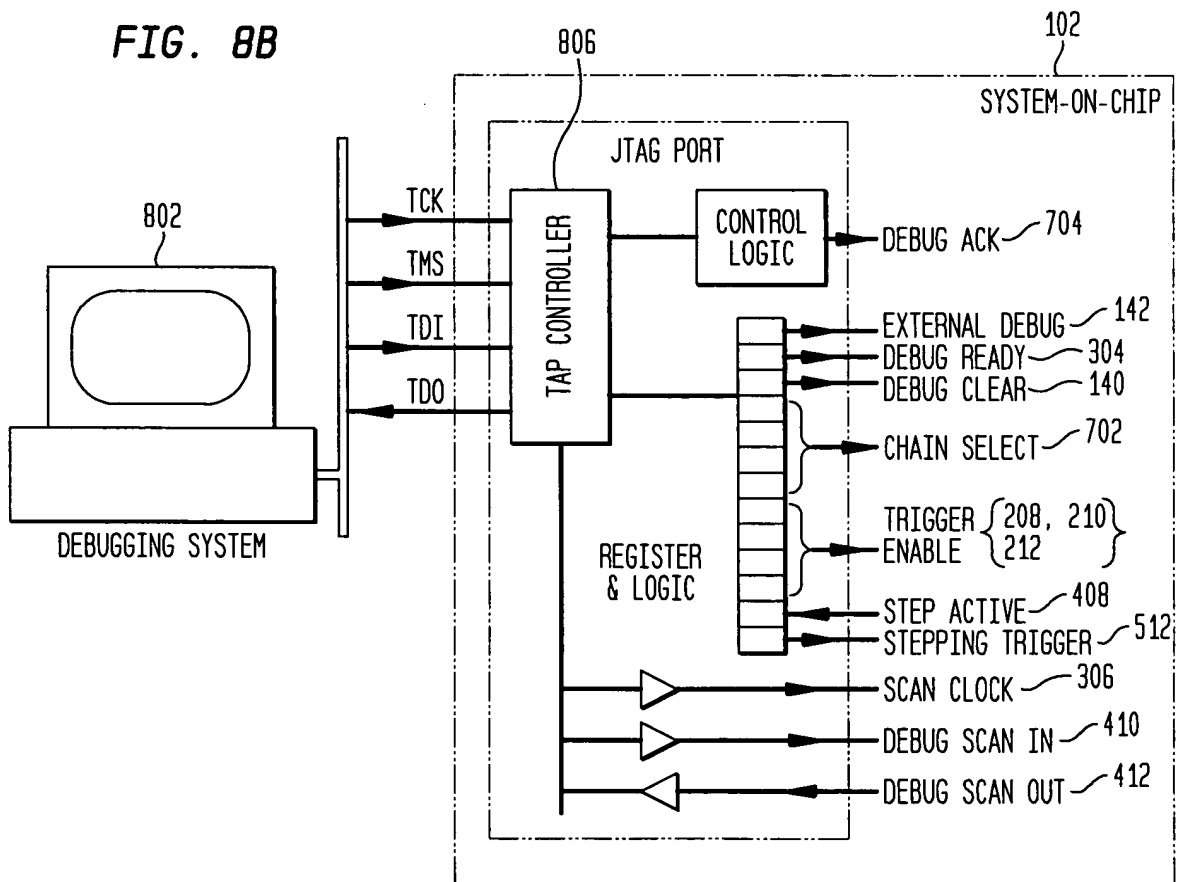 FIG. 8B
806
102
SYSTEM-ON-CHIP
JTAG PORT
802
TCK
TMS
TDI
TDO
TAP CONTROLLER
CONTROL
LOGIC
DEBUG ACK 704
EXTERNAL DEBUG 142
DEBUG READY 304
DEBUG CLEAR 140
CHAIN SELECT 702
TRIGGER 208, 210
ENABLE 212
DEBUGGING SYSTEM
REGISTER
& LOGIC
STEP ACTIVE 408
STEPPING TRIGGER 512
SCAN CLOCK 306
DEBUG SCAN IN 410
DEBUG SCAN OUT 412